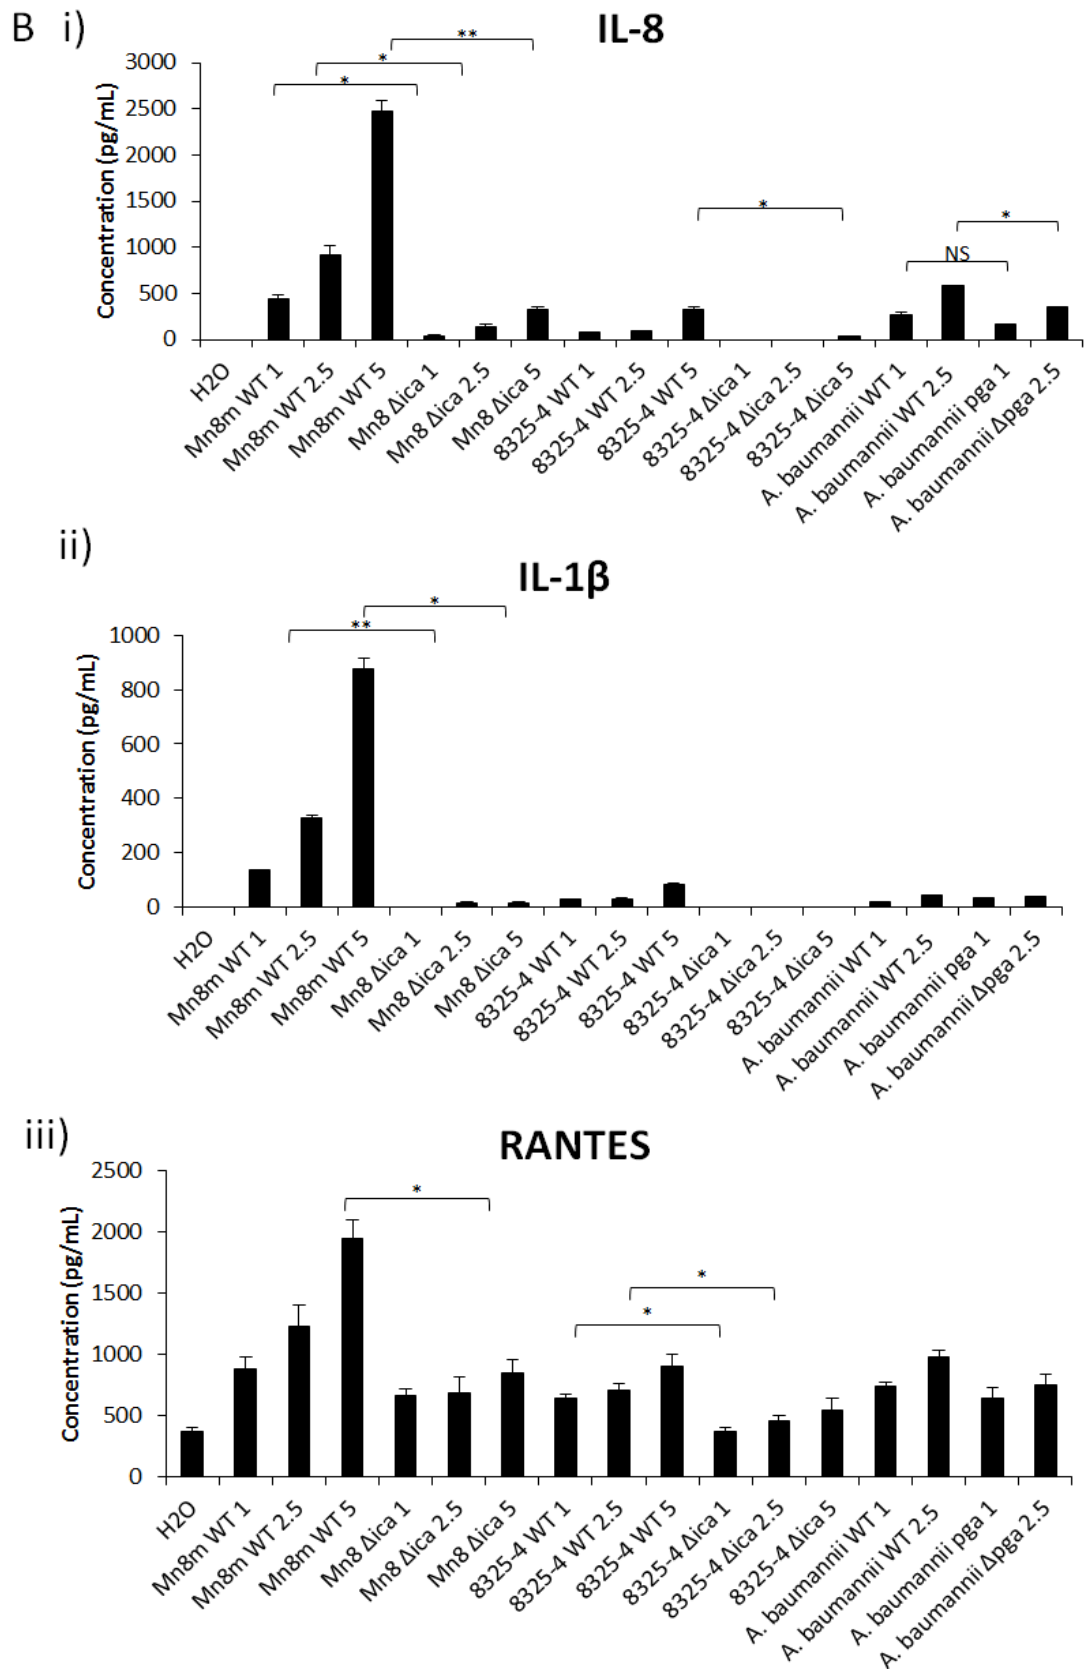 B i) IL-8
**
*
*
*
*
NS
3000
2500
2000
1500
1000
500
0
Concentration (pg/mL)
H2O
Mn8m WT 1
Mn8m WT 2.5
Mn8m WT 5
Mn8 Δica 1
Mn8 Δica 2.5
Mn8 Δica 5
8325-4 WT 1
8325-4 WT 2.5
8325-4 WT 5
8325-4 Δica 1
8325-4 Δica 2.5
8325-4 Δica 5
A. baumannii WT 1
A. baumannii WT 2.5
A. baumannii pga 1
A. baumannii Δpga 2.5
ii) IL-1β
*
**
1000
800
600
400
200
0
Concentration (pg/mL)
H2O
Mn8m WT 1
Mn8m WT 2.5
Mn8m WT 5
Mn8 Δica 1
Mn8 Δica 2.5
Mn8 Δica 5
8325-4 WT 1
8325-4 WT 2.5
8325-4 WT 5
8325-4 Δica 1
8325-4 Δica 2.5
8325-4 Δica 5
A. baumannii WT 1
A. baumannii WT 2.5
A. baumannii pga 1
A. baumannii Δpga 2.5
iii) RANTES
*
*
*
2500
2000
1500
1000
500
0
Concentration (pg/mL)
H2O
Mn8m WT 1
Mn8m WT 2.5
Mn8m WT 5
Mn8 Δica 1
Mn8 Δica 2.5
Mn8 Δica 5
8325-4 WT 1
8325-4 WT 2.5
8325-4 WT 5
8325-4 Δica 1
8325-4 Δica 2.5
8325-4 Δica 5
A. baumannii WT 1
A. baumannii WT 2.5
A. baumannii pga 1
A. baumannii Δpga 2.5